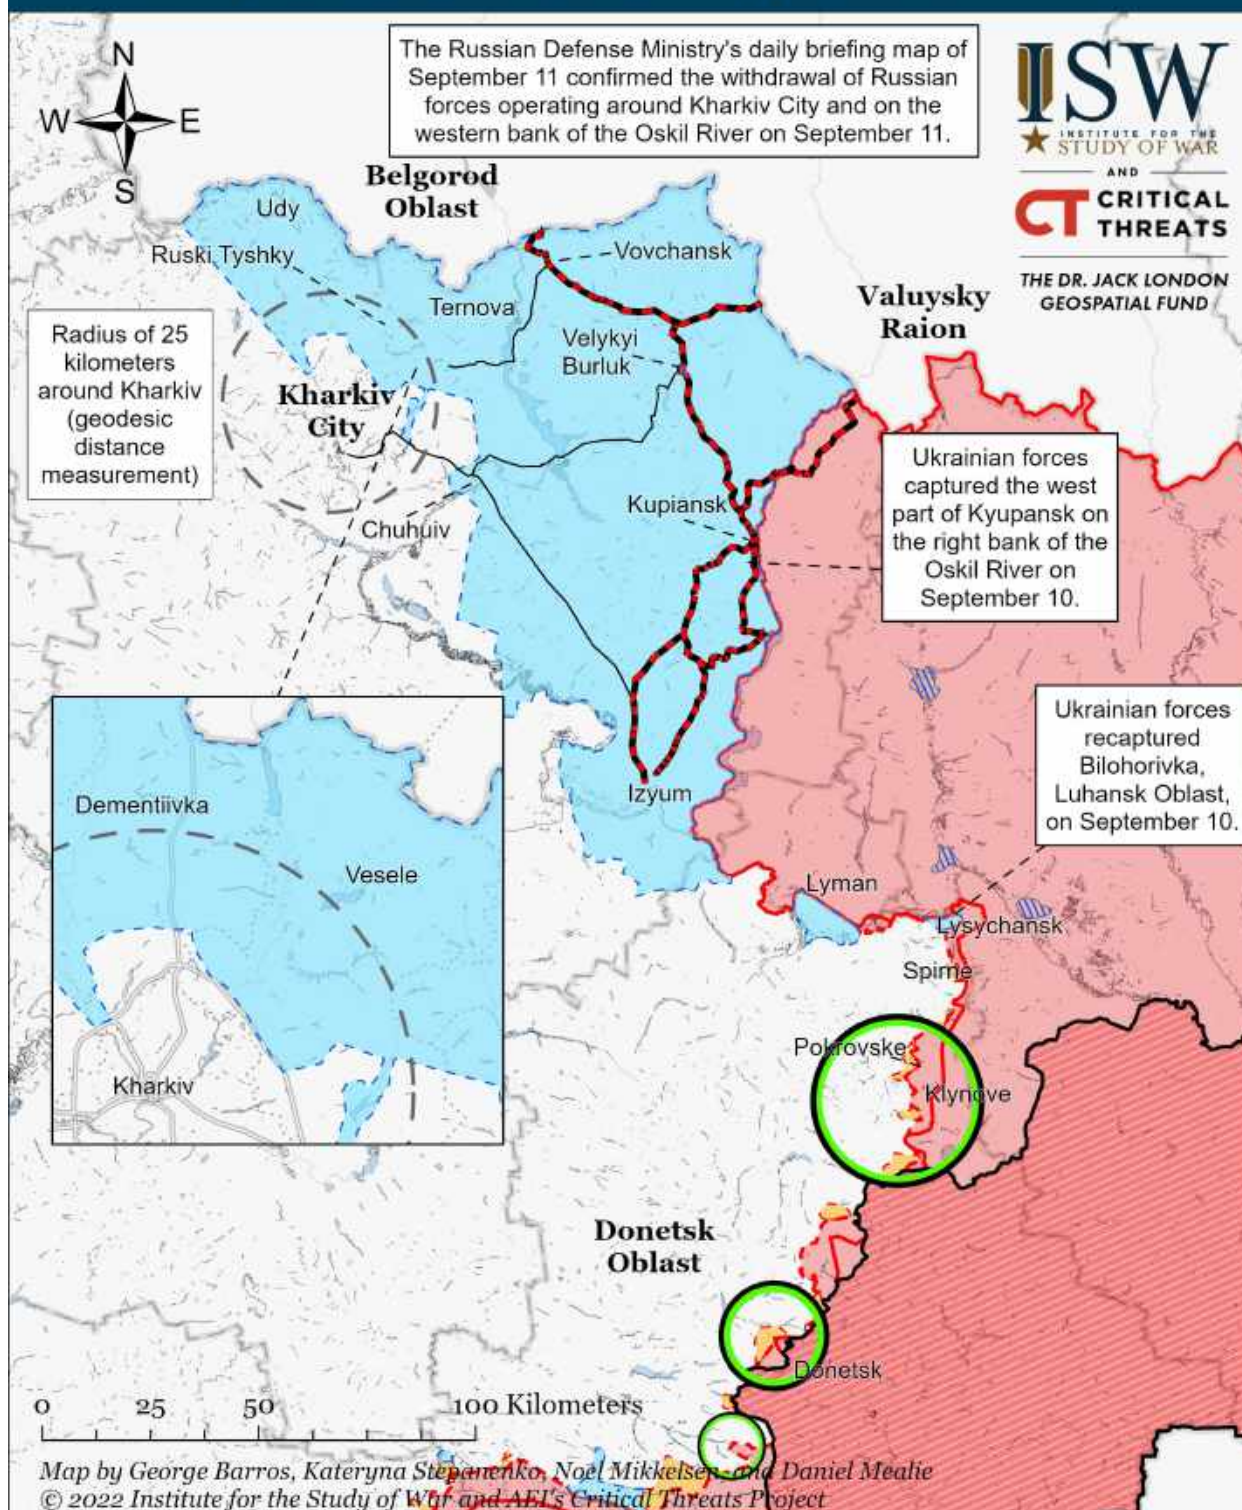 The Russian Defense Ministry's daily briefing map of
September 11 confirmed the withdrawal of Russian
forces operating around Kharkiv City and on the
western bank of the Oskil River on September 11.
N
W
E
S
ISW
INSTITUTE FOR THE
STUDY OF WAR
AND
CT CRITICAL
THREATS
THE DR. JACK LONDON
GEOSPATIAL FUND
Belgorod
Oblast
Udy
Ruski Tyshky
Vovchansk
Ternova
Valuysky
Raion
Velykyi
Burluk
Radius of 25
kilometers
around Kharkiv
(geodesic
distance
measurement)
Kharkiv
City
Ukrainian forces
captured the west
part of Kyupansk on
the right bank of the
Oskil River on
September 10.
Kupiansk
Chuhuiv
Ukrainian forces
recaptured
Bilohorivka,
Luhansk Oblast,
on September 10.
Izyum
Dementiivka
Vesele
Kharkiv
Lyman
Lysychansk
Spirne
Pokrovske
Klynove
Donetsk
Oblast
Donetsk
0 25 50 100 Kilometers
Map by George Barros, Kateryna Stepanenko, Noel Mikkelsen, and Daniel Mealie
© 2022 Institute for the Study of War and AEI's Critical Threats Project